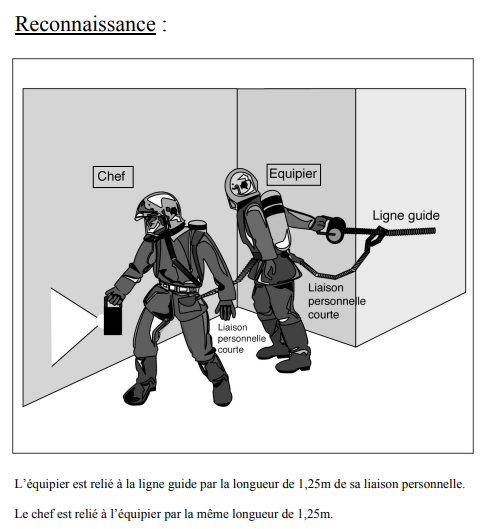 Reconnaissance :
Chef
Equipier
Ligne guide
Liaison
personnelle
courte
Liaison
personnelle
courte
L'équipier est relié à la ligne guide par la longueur de 1,25m de sa liaison personnelle.
Le chef est relié à l'équipier par la même longueur de 1,25m.